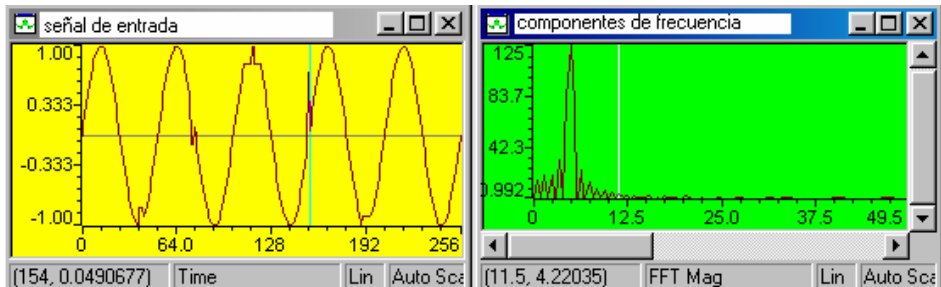 señal de entrada
1.00
0.333
-0.333
-1.00
0 64.0 128 192 256
(154, 0.0490677) Time Lin Auto Sca
componentes de frecuencia
125
83.7
42.3
0.992
0 12.5 25.0 37.5 49.5
(11.5, 4.22035) FFT Mag Lin Auto Sca